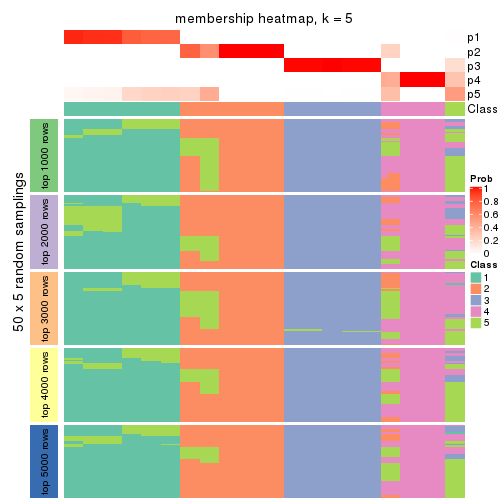 membership heatmap, k = 5
p1
p2
p3
p4
p5
Class
50 x 5 random samplings
top 1000 rows
top 2000 rows
top 3000 rows
top 4000 rows
top 5000 rows
Prob
1
0.8
0.6
0.4
0.2
0
Class
1
2
3
4
5